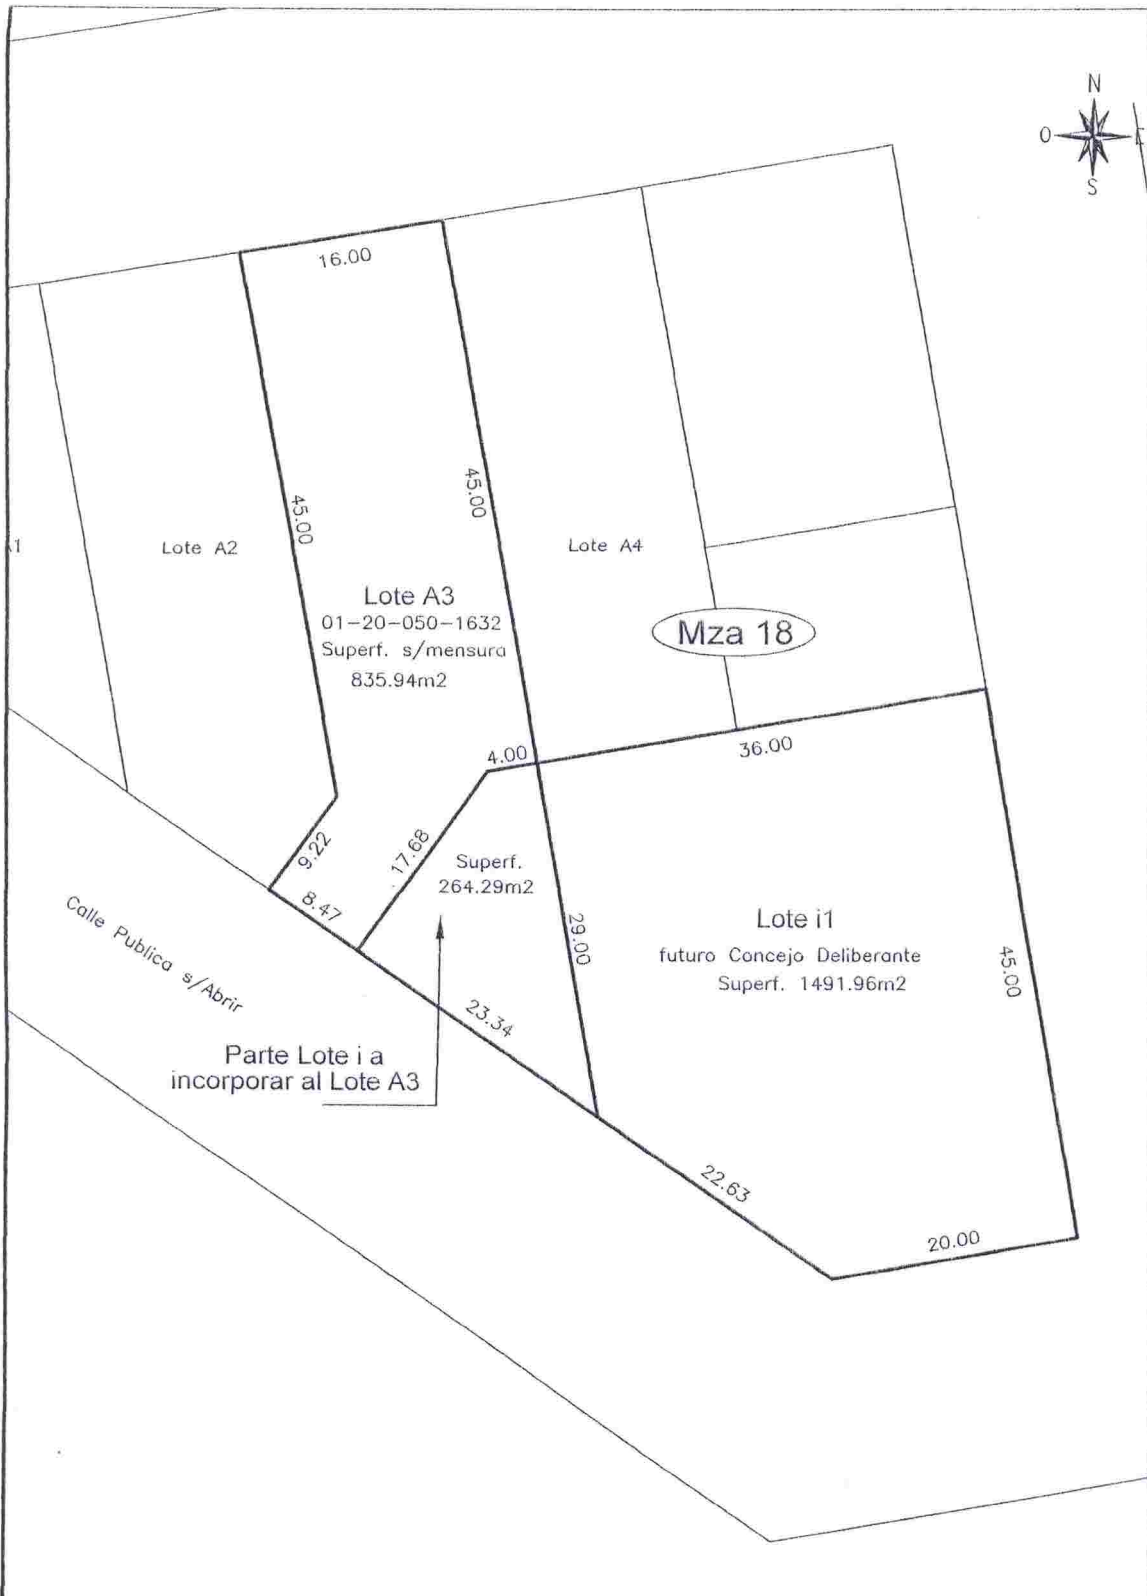 N
O
E
S
16.00
45.00
45.00
1
Lote A2
Lote A4
Lote A3
01-20-050-1632
Superf. s/mensura
835.94m2
Mza 18
4.00
36.00
9.22
17.68
Superf.
264.29m2
8.47
29.00
Lote i1
futuro Concejo Deliberante
Superf. 1491.96m2
45.00
Calle Publica s/Abrir
23.34
Parte Lote i a
incorporar al Lote A3
22.63
20.00